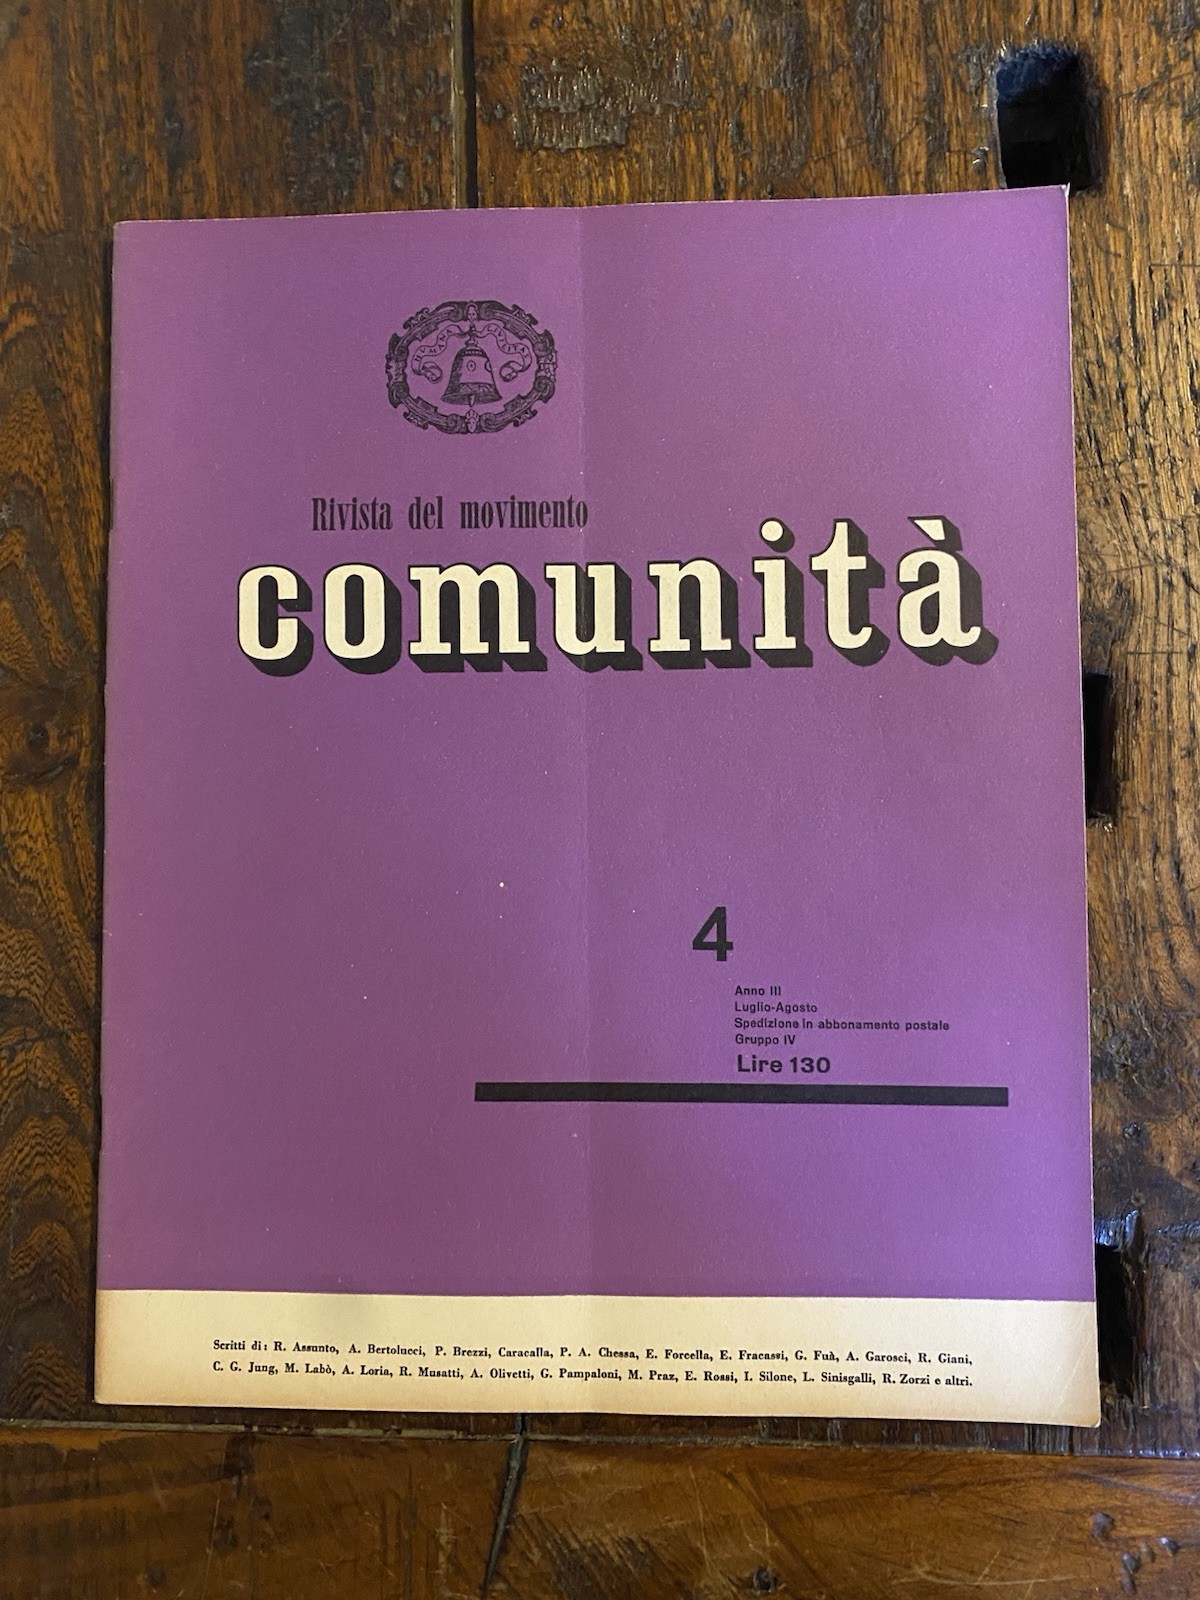 HVMANA CIVILITAS
Rivista del movimento
comunità
4
Anno III
Luglio-Agosto
Spedizione in abbonamento postale
Gruppo IV
Lire 130
Scritti di: R. Assunto, A. Bertolucci, P. Brezzi, Caracalla, P. A. Chessa, E. Forcella, E. Fracassi, G. Fuà, A. Garosci, R. Giani,
C. G. Jung, M. Labò, A. Loria, R. Musatti, A. Olivetti, G. Pampaloni, M. Praz, E. Rossi, I. Silone, L. Sinisgalli, R. Zorzi e altri.